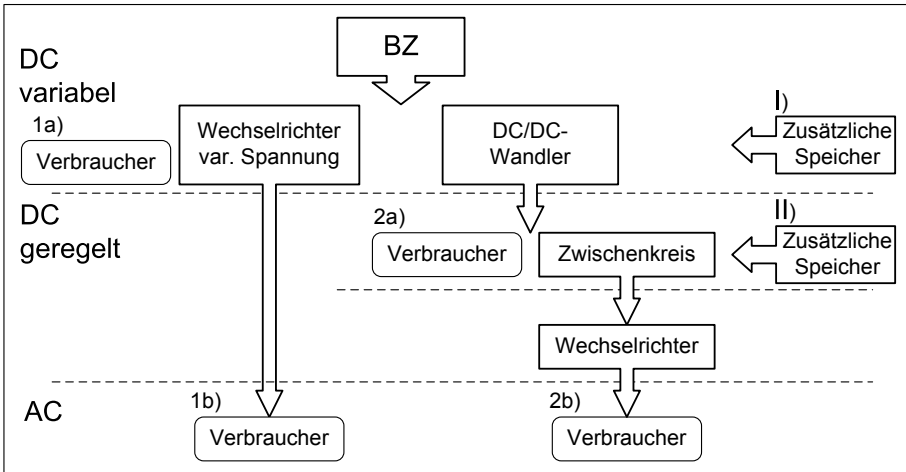 BZ
DC
variabel
1a)
Verbraucher
Wechselrichter
var. Spannung
DC/DC-
Wandler
I)
Zusätzliche
Speicher
DC
geregelt
2a)
Verbraucher
Zwischenkreis
II)
Zusätzliche
Speicher
Wechselrichter
AC
1b)
Verbraucher
2b)
Verbraucher